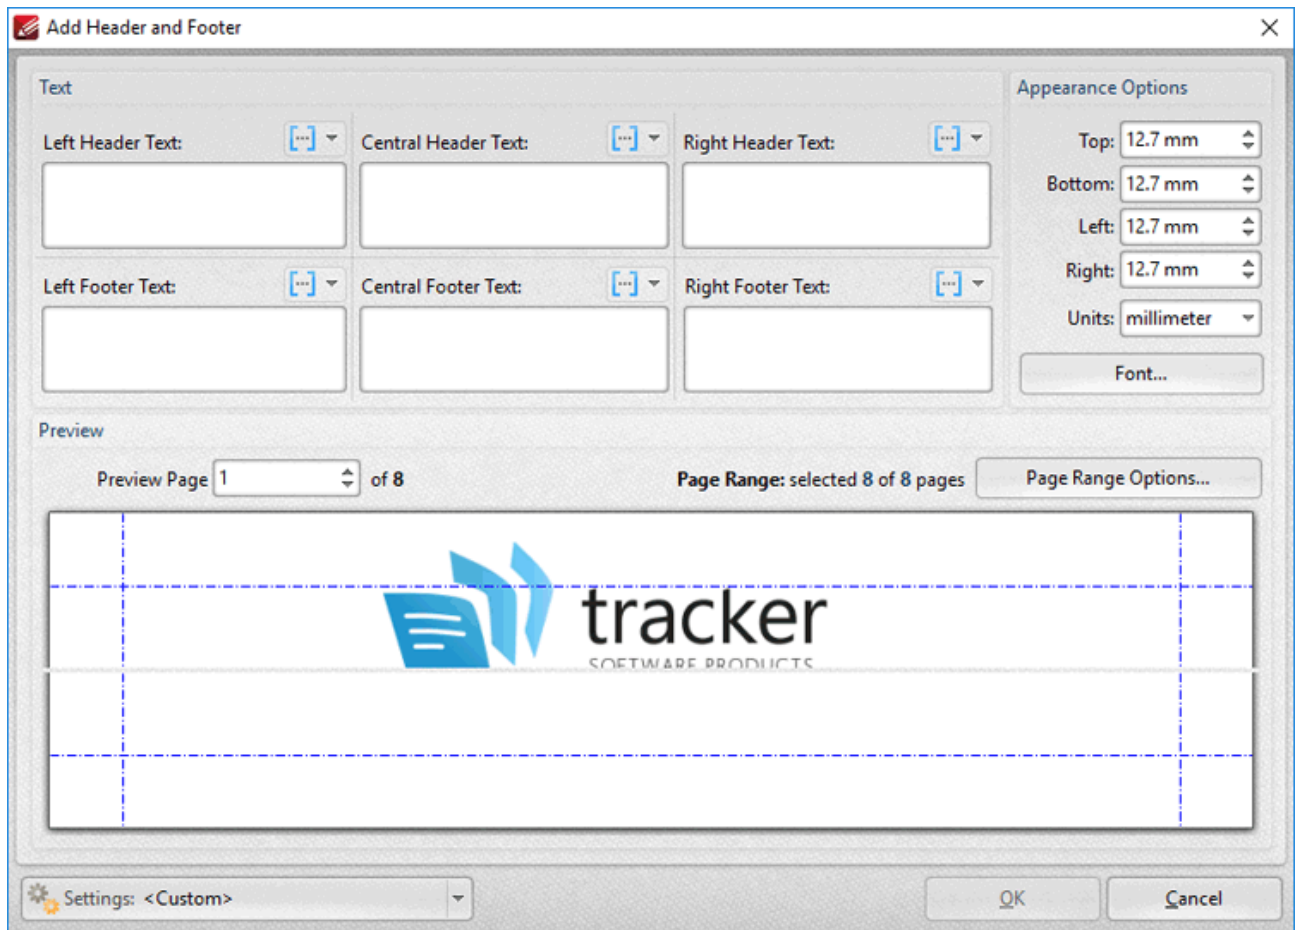 Add Header and Footer
Text
Appearance Options
Left Header Text:
Central Header Text:
Right Header Text:
Top: 12.7 mm
Bottom: 12.7 mm
Left: 12.7 mm
Right: 12.7 mm
Left Footer Text:
Central Footer Text:
Right Footer Text:
Units: millimeter
Font...
Preview
Preview Page 1 of 8
Page Range: selected 8 of 8 pages
Page Range Options...
tracker
SOFTWARE PRODUCTS
Settings: <Custom>
OK
Cancel